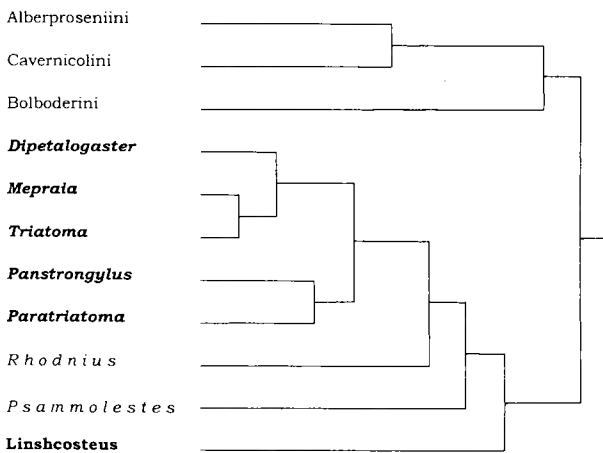 Alberproseniini
Cavernicolini
Bolboderini
Dipetalogaster
Mepraia
Triatoma
Panstrongylus
Paratriatoma
Rhodnius
Psammolestes
Linshcosteus